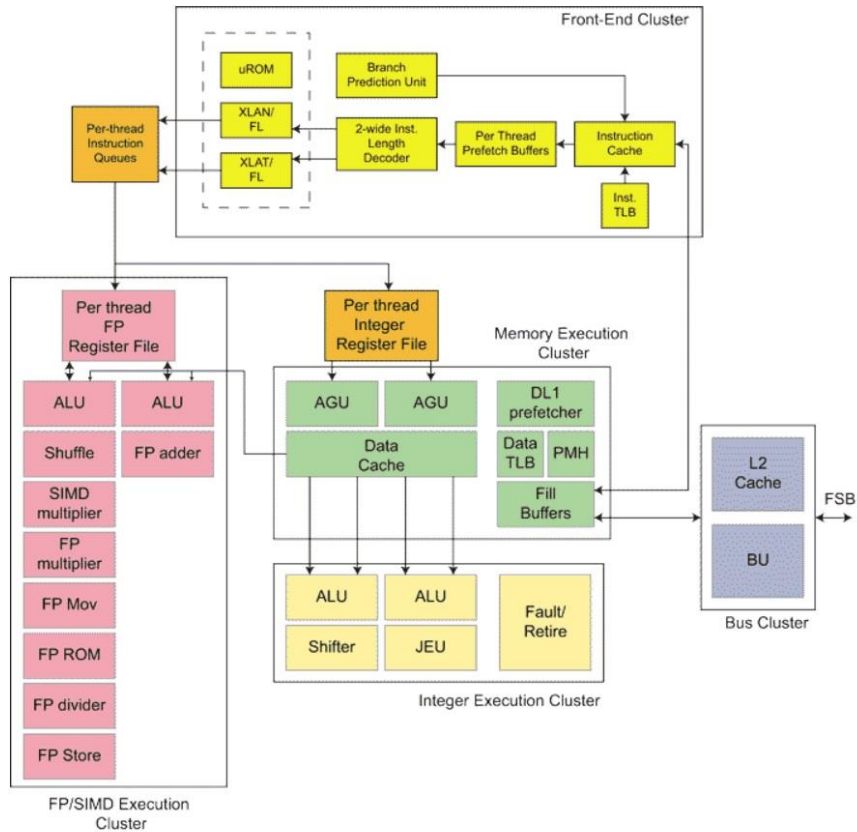 Front-End Cluster
uROM
Branch
Prediction Unit
XLAN/
FL
Per-thread
Instruction
Queues
2-wide Inst.
Length
Decoder
Per Thread
Prefetch Buffers
Instruction
Cache
XLAT/
FL
Inst.
TLB
Per thread
FP
Register File
Per thread
Integer
Register File
Memory Execution
Cluster
ALU
ALU
AGU
AGU
DL1
prefetcher
Shuffle
FP adder
Data
Cache
Data
TLB
PMH
L2
Cache
SIMD
multiplier
Fill
Buffers
FSB
FP
multiplier
BU
FP Mov
ALU
ALU
Fault/
Retire
Bus Cluster
FP ROM
Shifter
JEU
FP divider
Integer Execution Cluster
FP Store
FP/SIMD Execution
Cluster